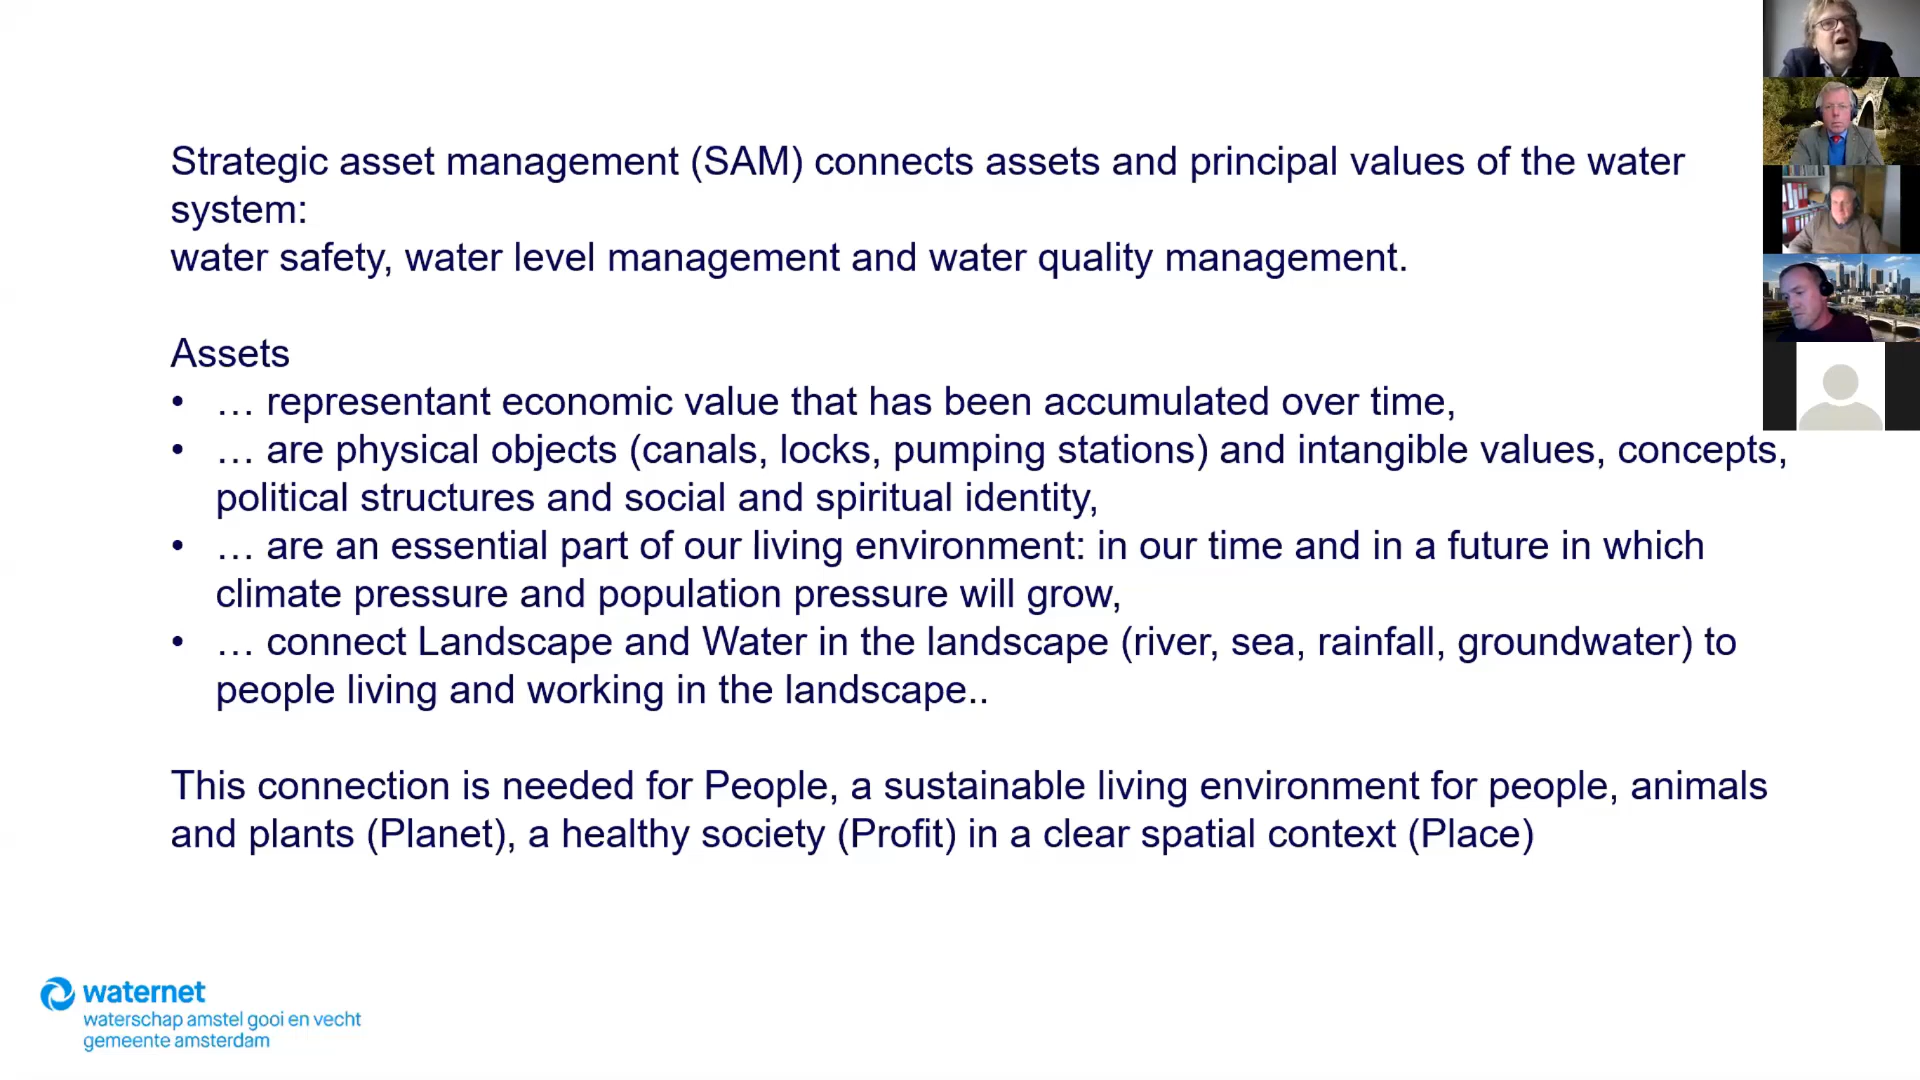 Strategic asset management (SAM) connects assets and principal values of the water
system:
water safety, water level management and water quality management.
Assets
• … representant economic value that has been accumulated over time,
• … are physical objects (canals, locks, pumping stations) and intangible values, concepts,
political structures and social and spiritual identity,
• … are an essential part of our living environment: in our time and in a future in which
climate pressure and population pressure will grow,
• … connect Landscape and Water in the landscape (river, sea, rainfall, groundwater) to
people living and working in the landscape..
This connection is needed for People, a sustainable living environment for people, animals
and plants (Planet), a healthy society (Profit) in a clear spatial context (Place)
waternet
waterschap amstel gooi en vecht
gemeente amsterdam